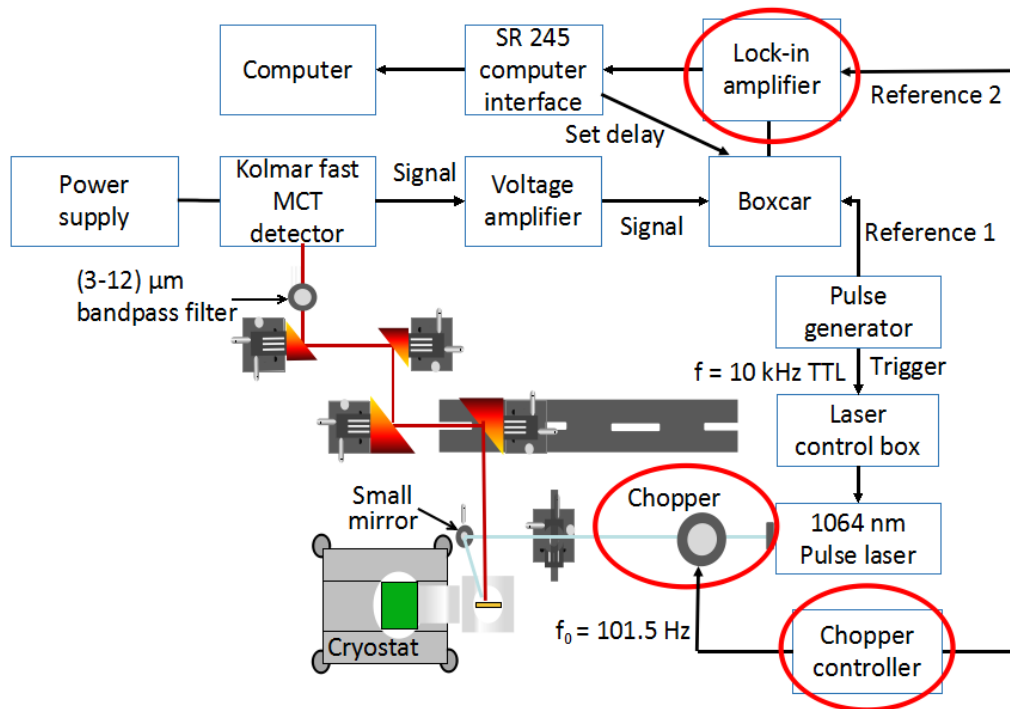 Computer
SR 245
computer
interface
Lock-in
amplifier
Reference 2
Set delay
Power
supply
Kolmar fast
MCT
detector
Signal
Voltage
amplifier
Signal
Boxcar
Reference 1
(3-12) µm
bandpass filter
Pulse
generator
f = 10 kHz TTL
Trigger
Laser
control box
Small
mirror
Chopper
1064 nm
Pulse laser
Cryostat
f₀ = 101.5 Hz
Chopper
controller